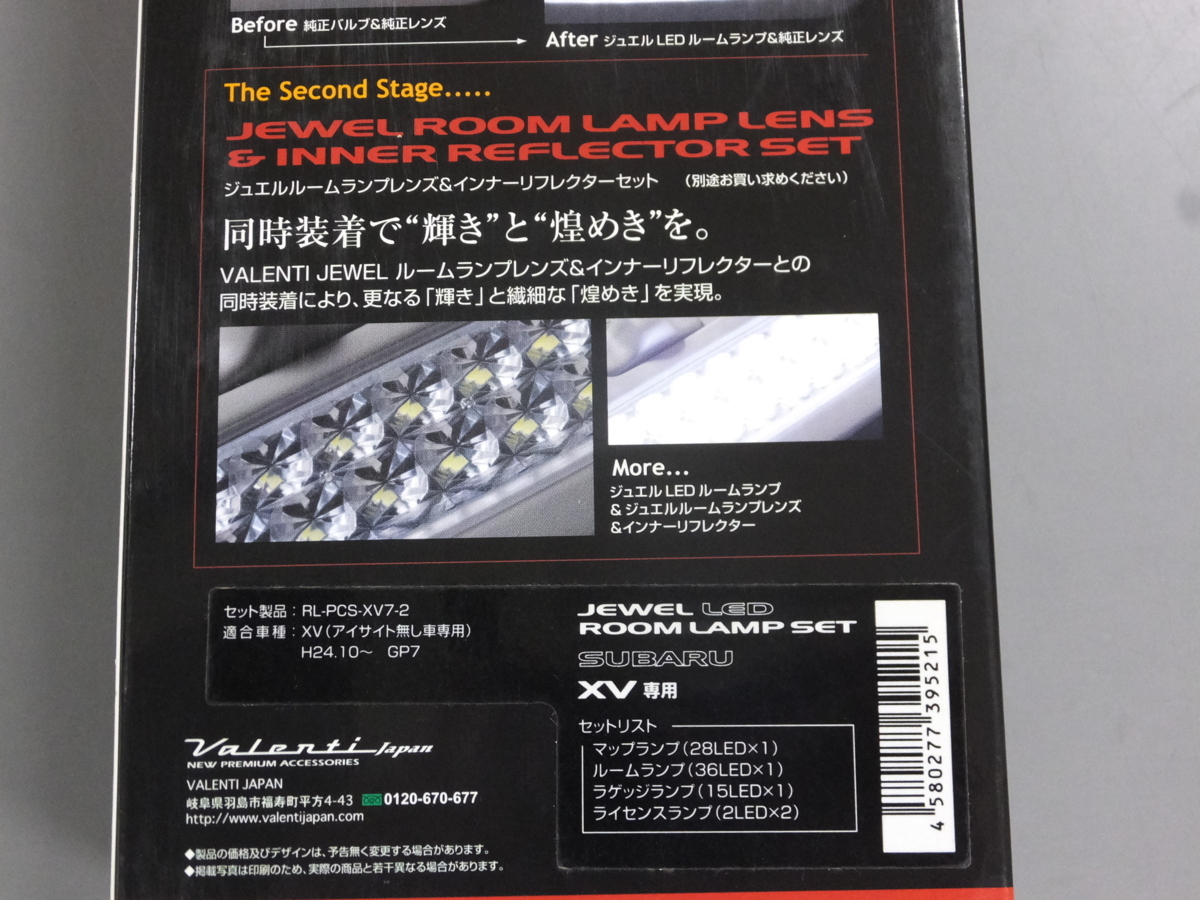 Before 純正バルブ&純正レンズ
After ジュエルLEDルームランプ&純正レンズ
The Second Stage.....
JEWEL ROOM LAMP LENS
& INNER REFLECTOR SET
ジュエルルームランプレンズ&インナーリフレクターセット (別途お買い求めください)
同時装着で“輝き”と“煌めき”を。
VALENTI JEWEL ルームランプレンズ&インナーリフレクターとの
同時装着により、更なる「輝き」と繊細な「煌めき」を実現。
More...
ジュエルLEDルームランプ
&ジュエルルームランプレンズ
&インナーリフレクター
セット製品：RL-PCS-XV7-2
適合車種：XV(アイサイト無し車専用)
H24.10～ GP7
JEWEL LED
ROOM LAMP SET
SUBARU
XV 専用
セットリスト
マップランプ(28LED×1)
ルームランプ(36LED×1)
ラゲッジランプ(15LED×1)
ライセンスランプ(2LED×2)
4580277395215
Valenti Japan
NEW PREMIUM ACCESSORIES
VALENTI JAPAN
岐阜県羽島市福寿町平方4-43 0120-670-677
http://www.valentijapan.com
◆製品の価格及びデザインは、予告無く変更する場合があります。
◆掲載写真は印刷のため、実際の商品と若干異なる場合があります。